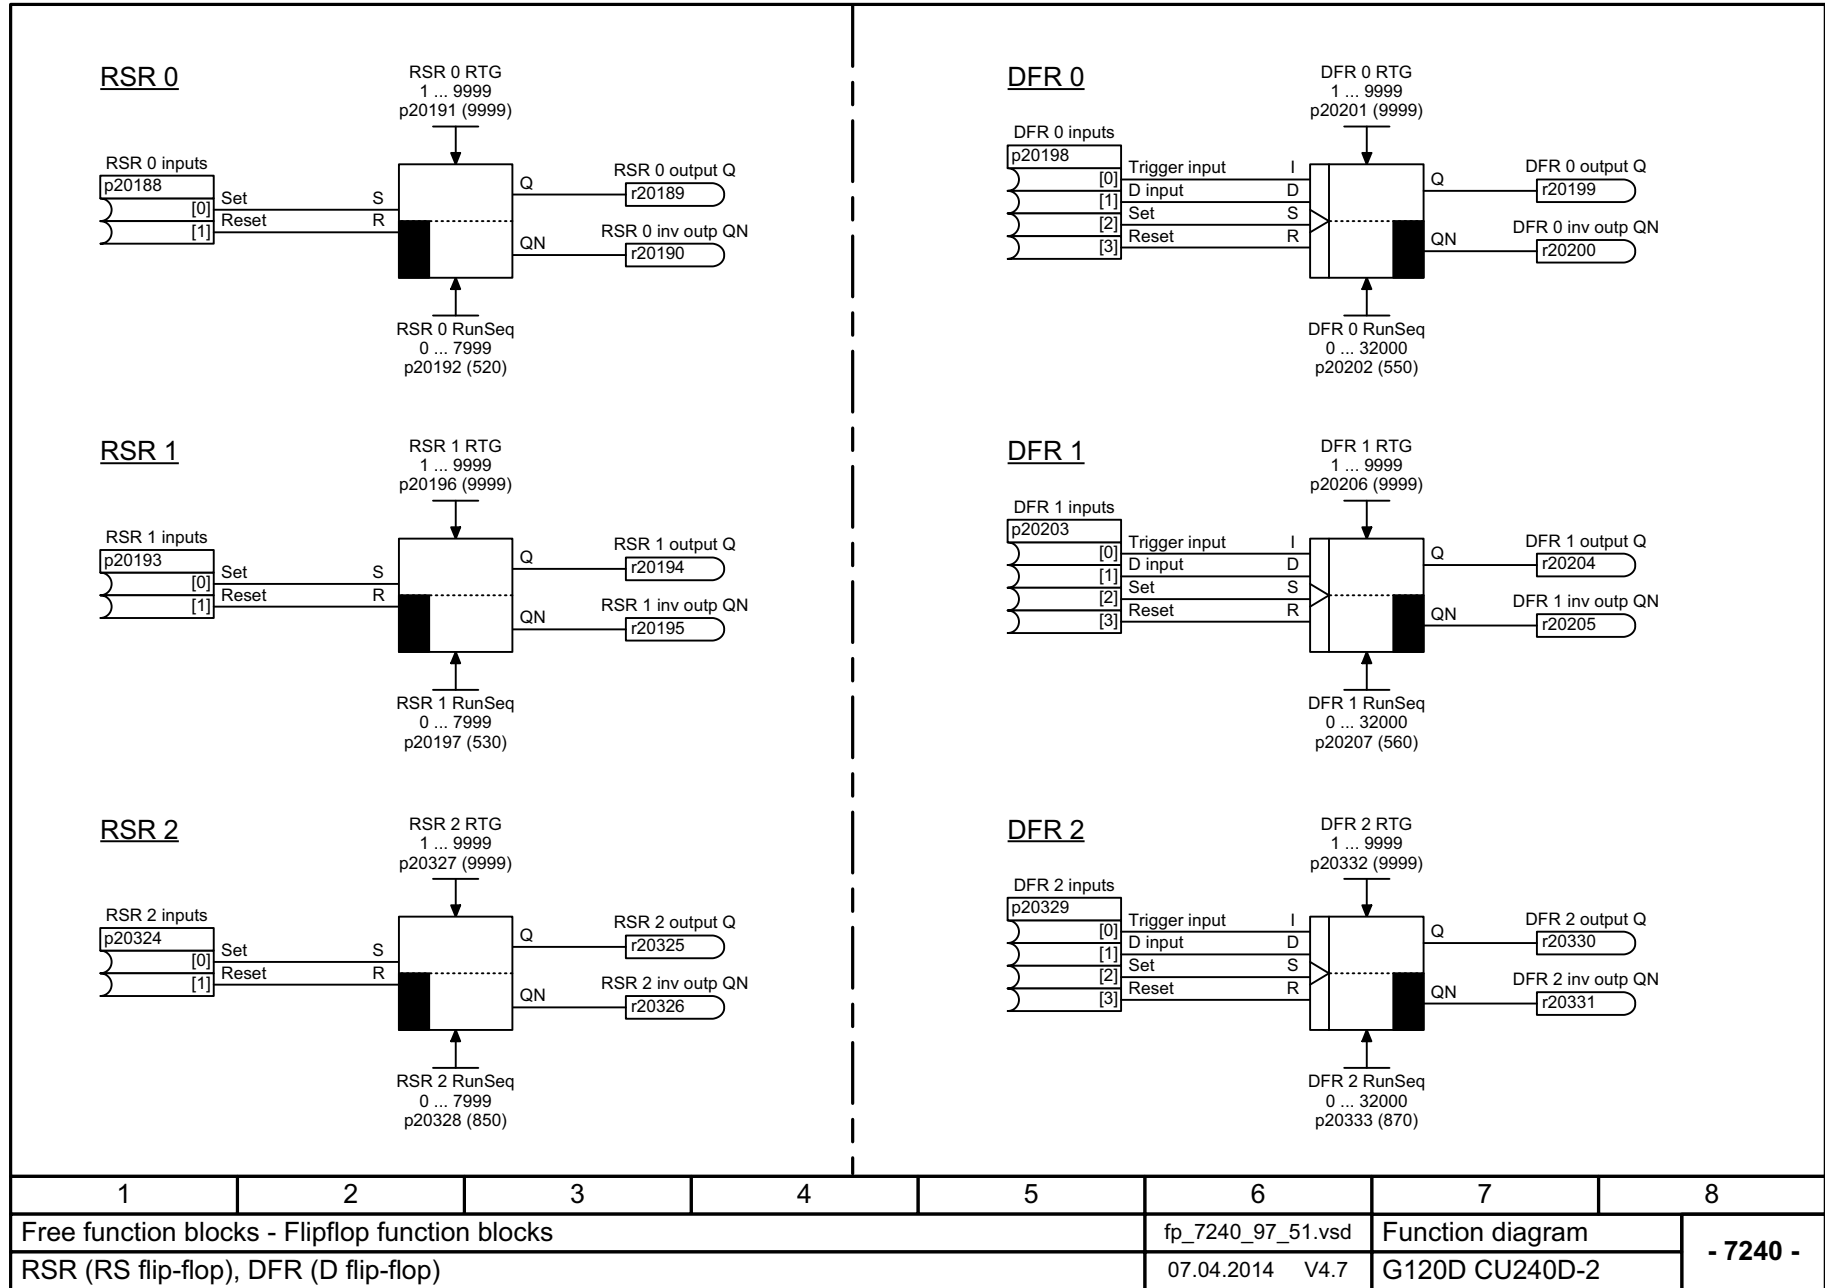 RSR 0
RSR 0 RTG
1 ... 9999
p20191 (9999)
RSR 0 inputs
p20188
[0]
[1]
Set
Reset
S
R
Q
QN
RSR 0 output Q
r20189
RSR 0 inv outp QN
r20190
RSR 0 RunSeq
0 ... 7999
p20192 (520)
RSR 1
RSR 1 RTG
1 ... 9999
p20196 (9999)
RSR 1 inputs
p20193
[0]
[1]
Set
Reset
S
R
Q
QN
RSR 1 output Q
r20194
RSR 1 inv outp QN
r20195
RSR 1 RunSeq
0 ... 7999
p20197 (530)
RSR 2
RSR 2 RTG
1 ... 9999
p20327 (9999)
RSR 2 inputs
p20324
[0]
[1]
Set
Reset
S
R
Q
QN
RSR 2 output Q
r20325
RSR 2 inv outp QN
r20326
RSR 2 RunSeq
0 ... 7999
p20328 (850)
DFR 0
DFR 0 RTG
1 ... 9999
p20201 (9999)
DFR 0 inputs
p20198
[0]
[1]
[2]
[3]
Trigger input
D input
Set
Reset
I
D
S
R
Q
QN
DFR 0 output Q
r20199
DFR 0 inv outp QN
r20200
DFR 0 RunSeq
0 ... 32000
p20202 (550)
DFR 1
DFR 1 RTG
1 ... 9999
p20206 (9999)
DFR 1 inputs
p20203
[0]
[1]
[2]
[3]
Trigger input
D input
Set
Reset
I
D
S
R
Q
QN
DFR 1 output Q
r20204
DFR 1 inv outp QN
r20205
DFR 1 RunSeq
0 ... 32000
p20207 (560)
DFR 2
DFR 2 RTG
1 ... 9999
p20332 (9999)
DFR 2 inputs
p20329
[0]
[1]
[2]
[3]
Trigger input
D input
Set
Reset
I
D
S
R
Q
QN
DFR 2 output Q
r20330
DFR 2 inv outp QN
r20331
DFR 2 RunSeq
0 ... 32000
p20333 (870)
1 2 3 4 5 6 7 8
Free function blocks - Flipflop function blocks
fp_7240_97_51.vsd
Function diagram
- 7240 -
RSR (RS flip-flop), DFR (D flip-flop)
07.04.2014 V4.7
G120D CU240D-2